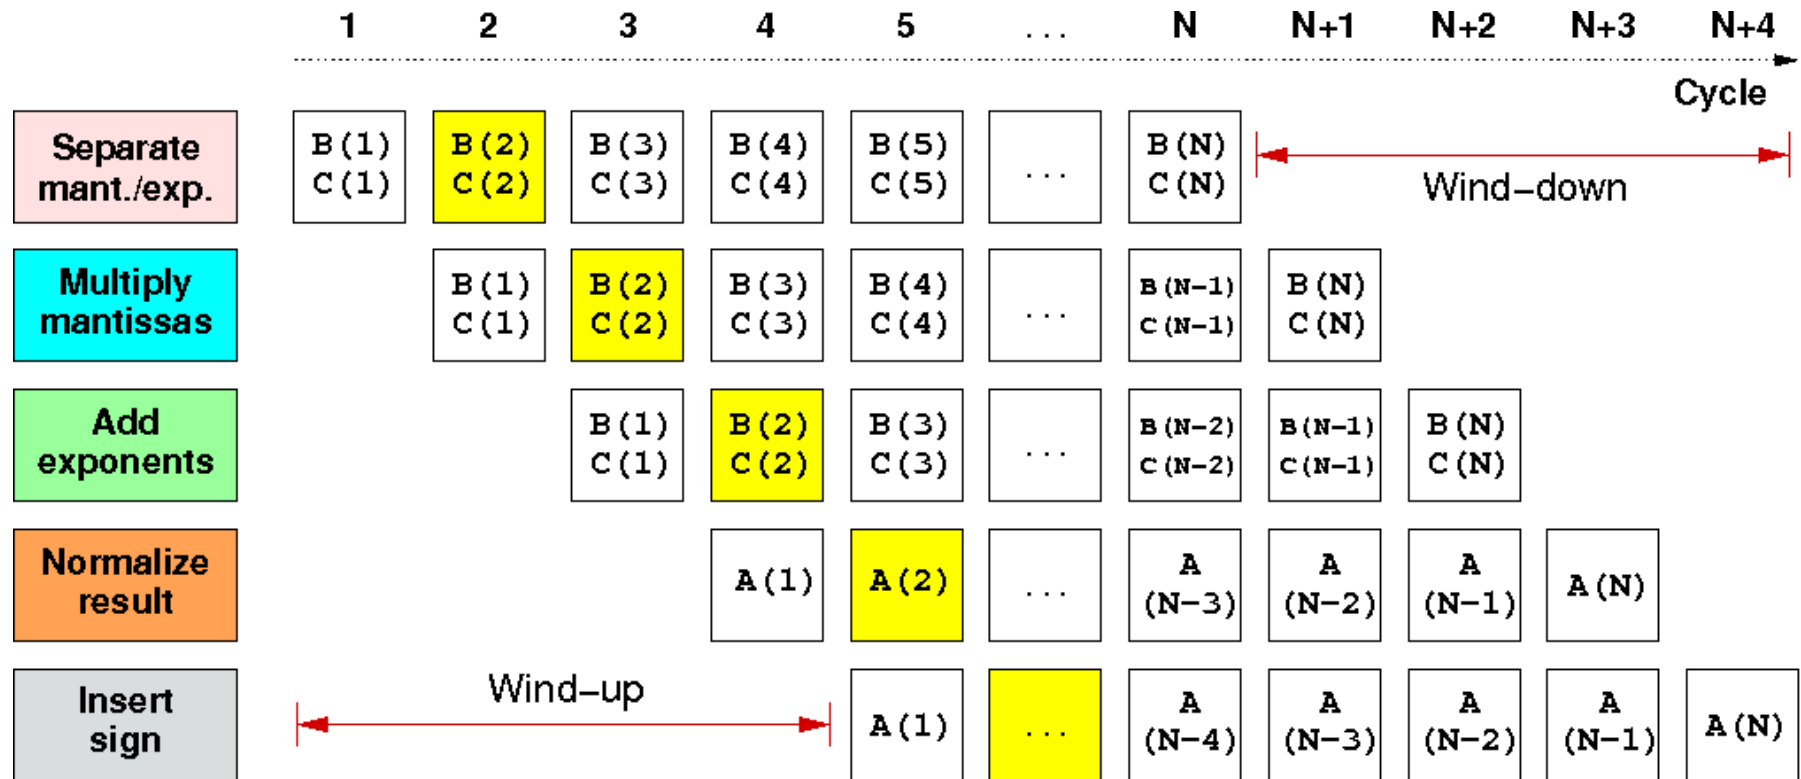 1 2 3 4 5 ... N N+1 N+2 N+3 N+4
Cycle
Separate
mant./exp.
B(1) B(2) B(3) B(4) B(5) ... B(N)
C(1) C(2) C(3) C(4) C(5) C(N)
Wind-down
Multiply
mantissas
B(1) B(2) B(3) B(4) ... B(N-1) B(N)
C(1) C(2) C(3) C(4) C(N-1) C(N)
Add
exponents
B(1) B(2) B(3) ... B(N-2) B(N-1) B(N)
C(1) C(2) C(3) C(N-2) C(N-1) C(N)
Normalize
result
A(1) A(2) ... A A A A(N)
(N-3) (N-2) (N-1)
Insert
sign
Wind-up
A(1) ... A A A A A(N)
(N-4) (N-3) (N-2) (N-1)